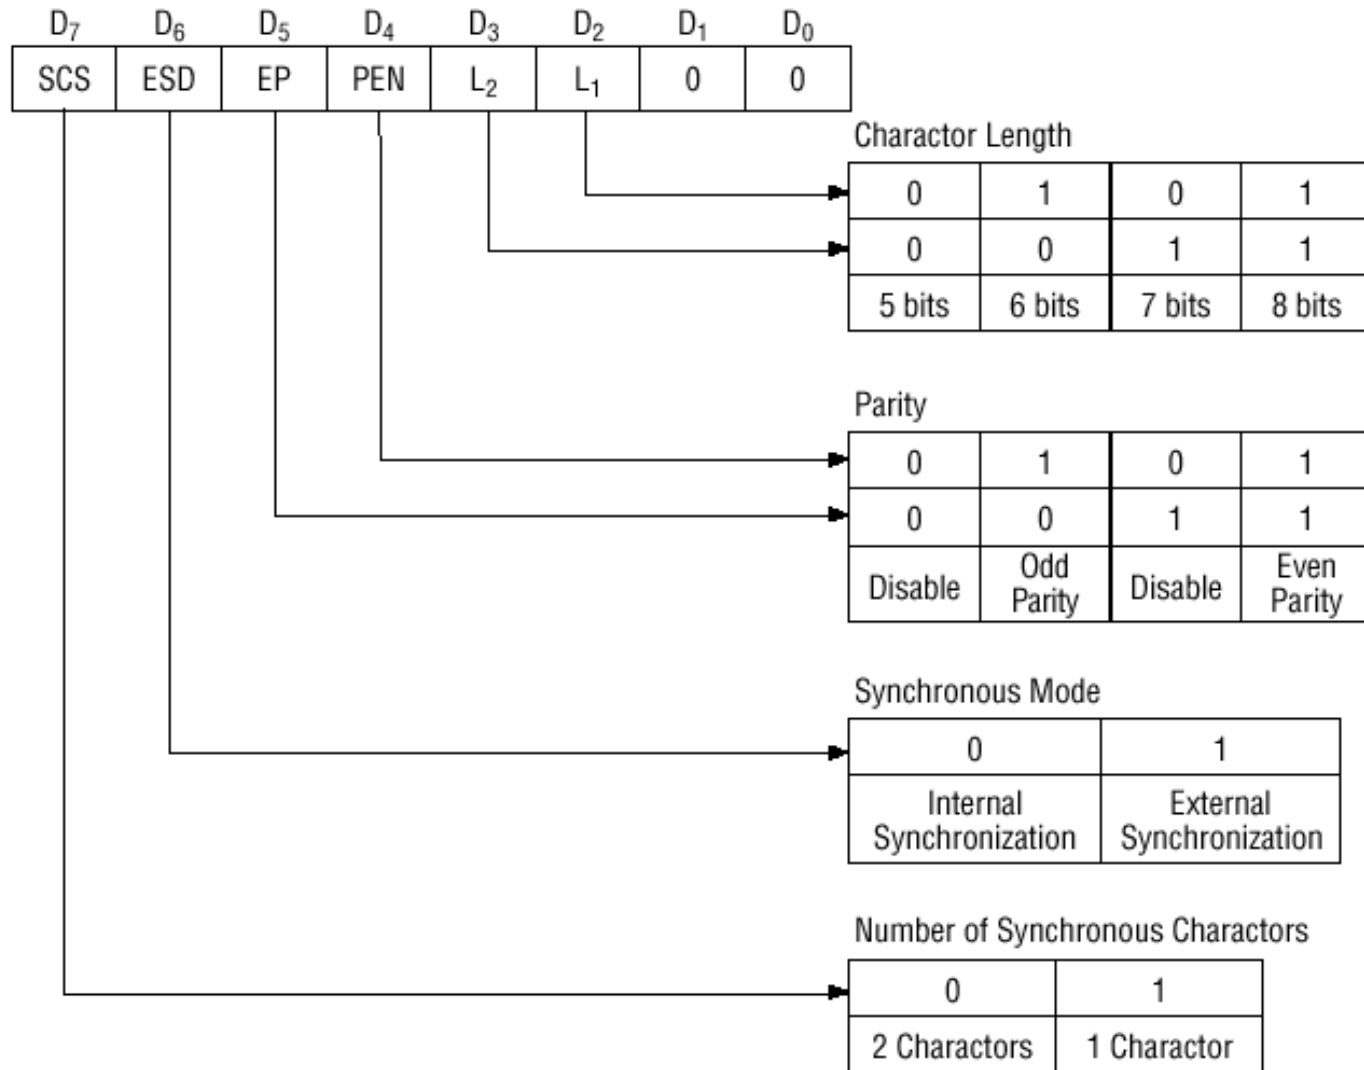 D7 D6 D5 D4 D3 D2 D1 D0
SCS ESD EP PEN L2 L1 0 0
Charactor Length
0 1 0 1
0 0 1 1
5 bits 6 bits 7 bits 8 bits
Parity
0 1 0 1
0 0 1 1
Disable Odd Parity Disable Even Parity
Synchronous Mode
0 1
Internal Synchronization External Synchronization
Number of Synchronous Charactors
0 1
2 Charactors 1 Charactor